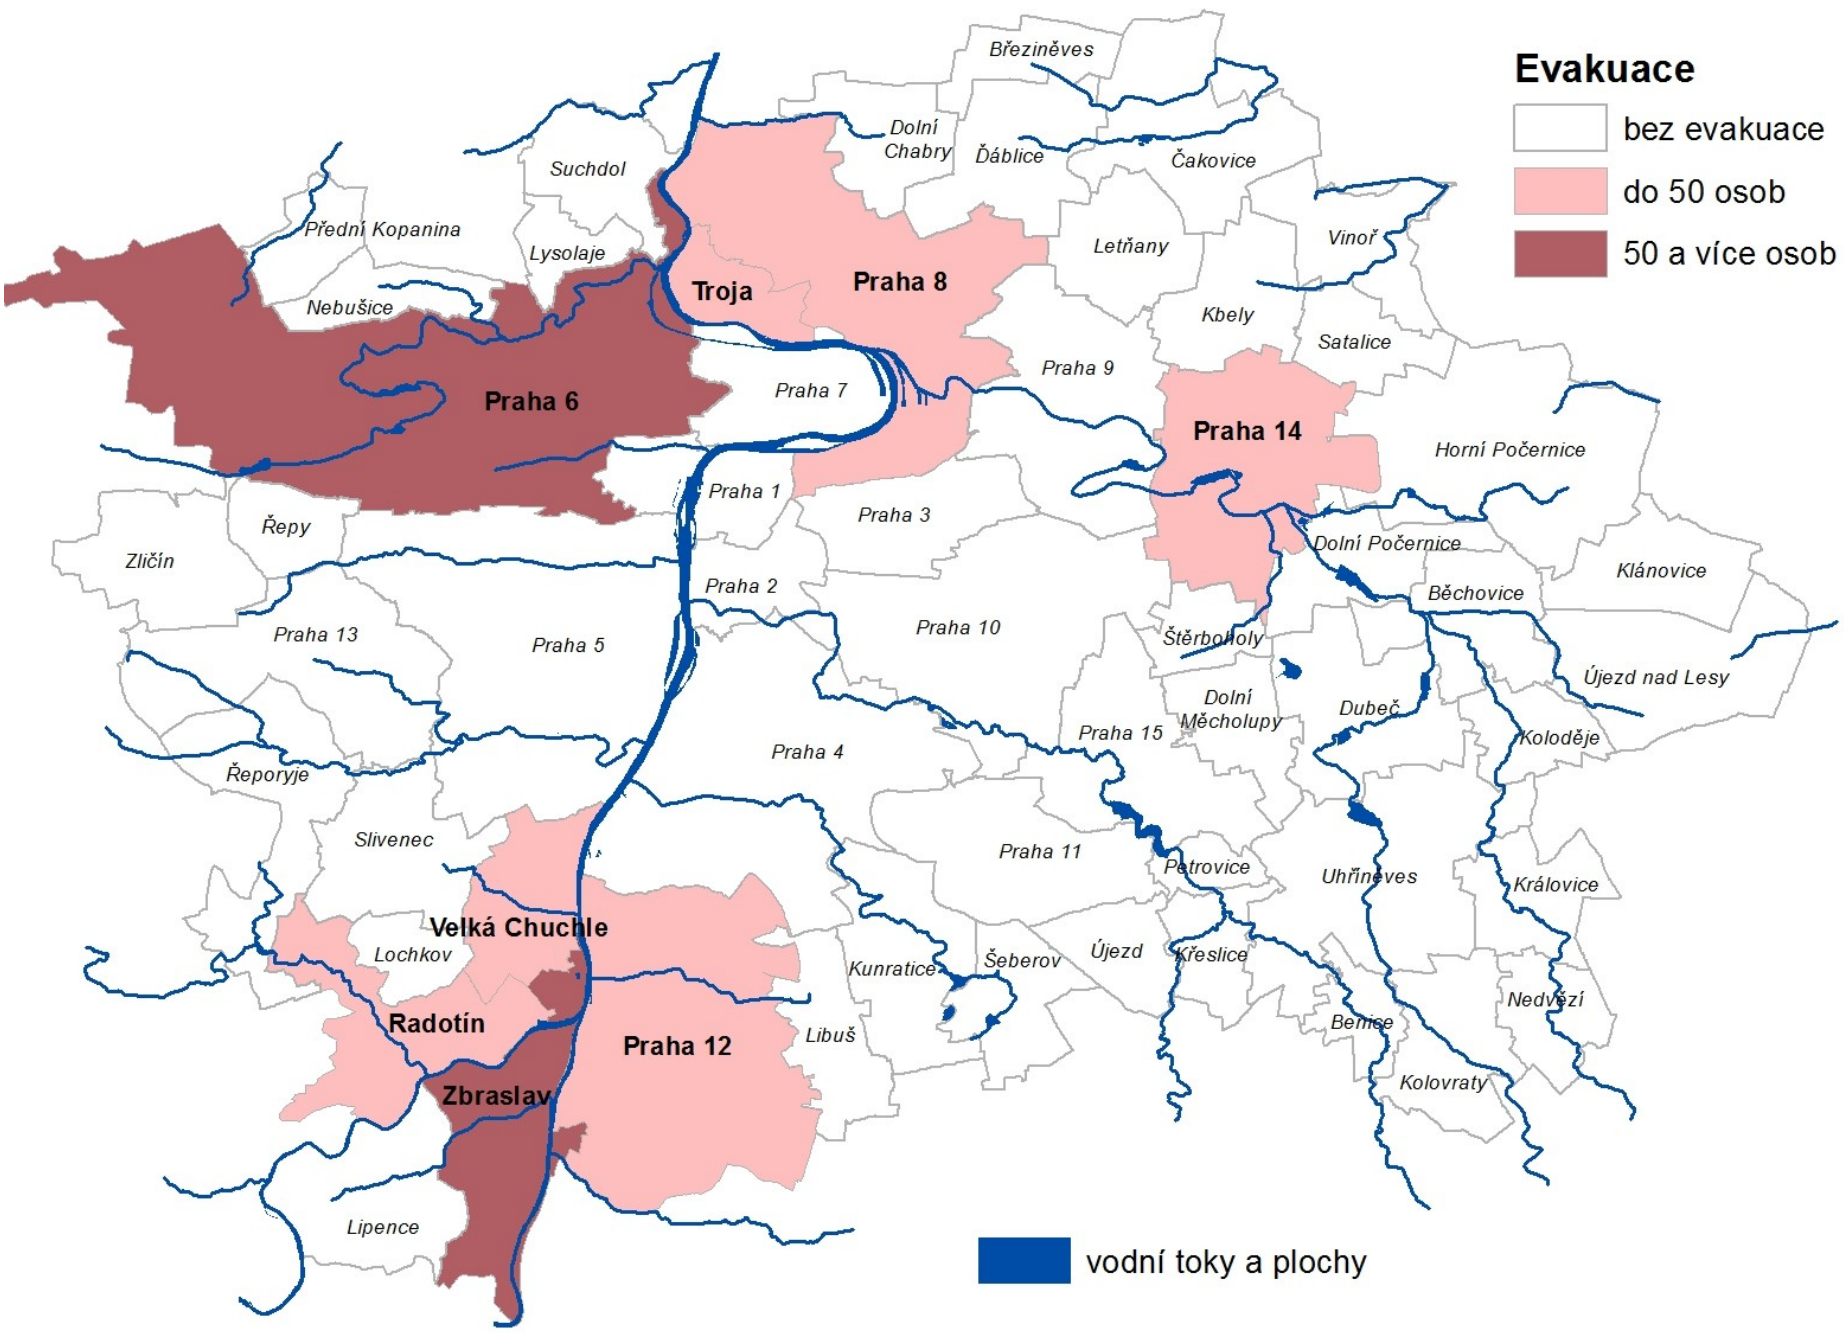 Evakuace
bez evakuace
do 50 osob
50 a více osob
Březiněves
Dolní
Chabry
Ďáblice
Čakovice
Suchdol
Přední Kopanina
Lysolaje
Nebušice
Troja
Praha 8
Letňany
Vinoř
Kbely
Satalice
Praha 6
Praha 7
Praha 9
Praha 14
Horní Počernice
Praha 1
Praha 3
Řepy
Zličín
Dolní Počernice
Klánovice
Běchovice
Praha 2
Praha 13
Praha 5
Praha 10
Štěrboholy
Újezd nad Lesy
Dolní
Měcholupy
Dubeč
Koloděje
Praha 15
Praha 4
Řeporyje
Slivenec
Praha 11
Petrovice
Uhříněves
Královice
Velká Chuchle
Lochkov
Kunratice
Šeberov
Újezd
Křeslice
Nedvězí
Radotín
Praha 12
Libuš
Benice
Kolovraty
Zbraslav
Lipence
vodní toky a plochy